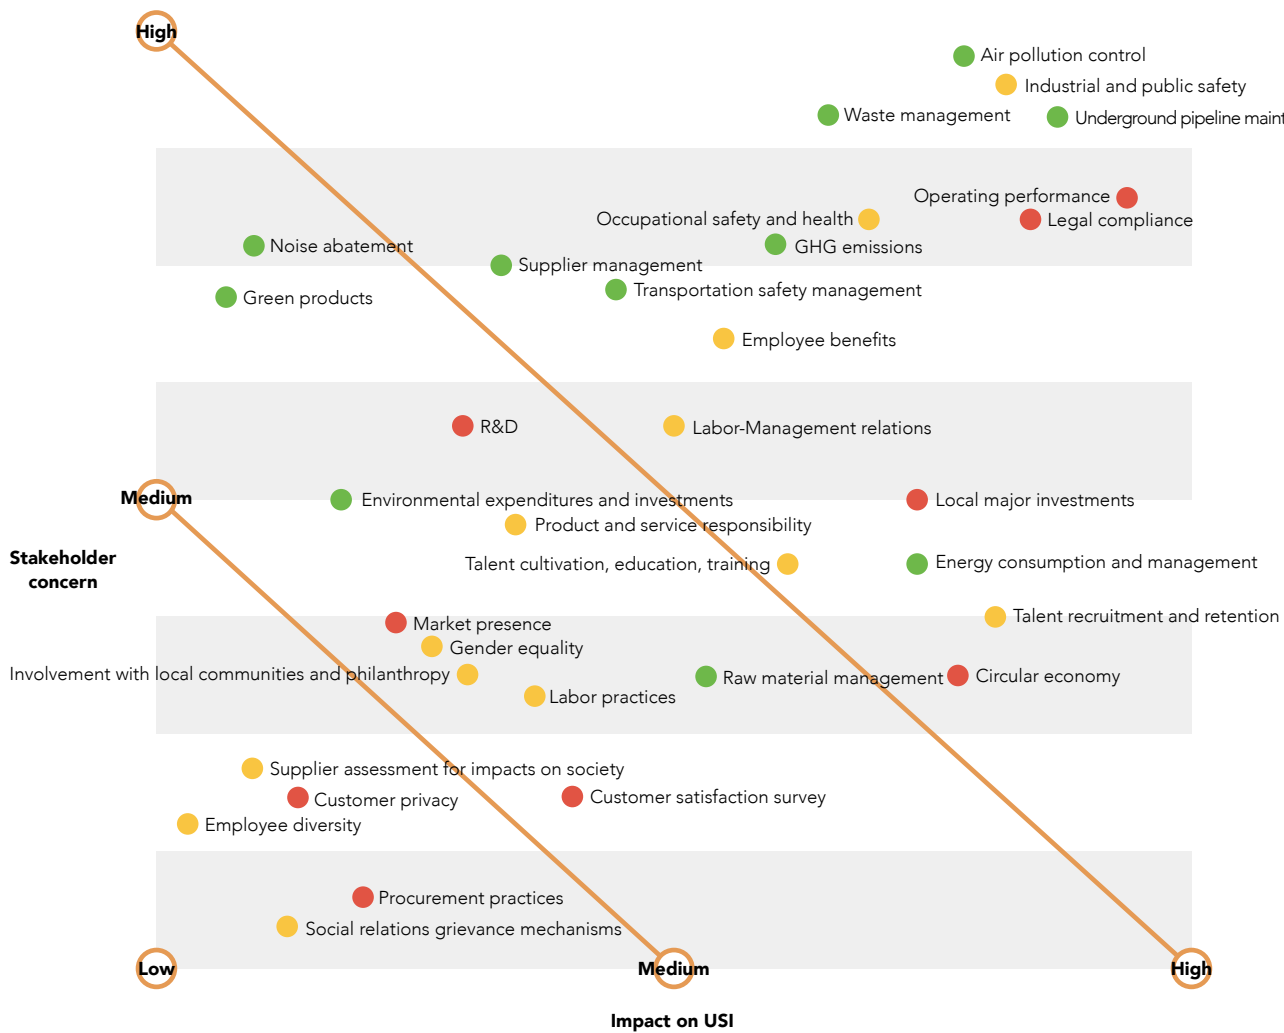 High
Air pollution control
Industrial and public safety
Waste management
Underground pipeline maint
Operating performance
Occupational safety and health
Legal compliance
Noise abatement
GHG emissions
Supplier management
Green products
Transportation safety management
Employee benefits
R&D
Labor-Management relations
Medium
Environmental expenditures and investments
Local major investments
Product and service responsibility
Stakeholder
concern
Talent cultivation, education, training
Energy consumption and management
Talent recruitment and retention
Market presence
Gender equality
Involvement with local communities and philanthropy
Raw material management
Circular economy
Labor practices
Supplier assessment for impacts on society
Customer privacy
Customer satisfaction survey
Employee diversity
Procurement practices
Social relations grievance mechanisms
Low
Medium
High
Impact on USI